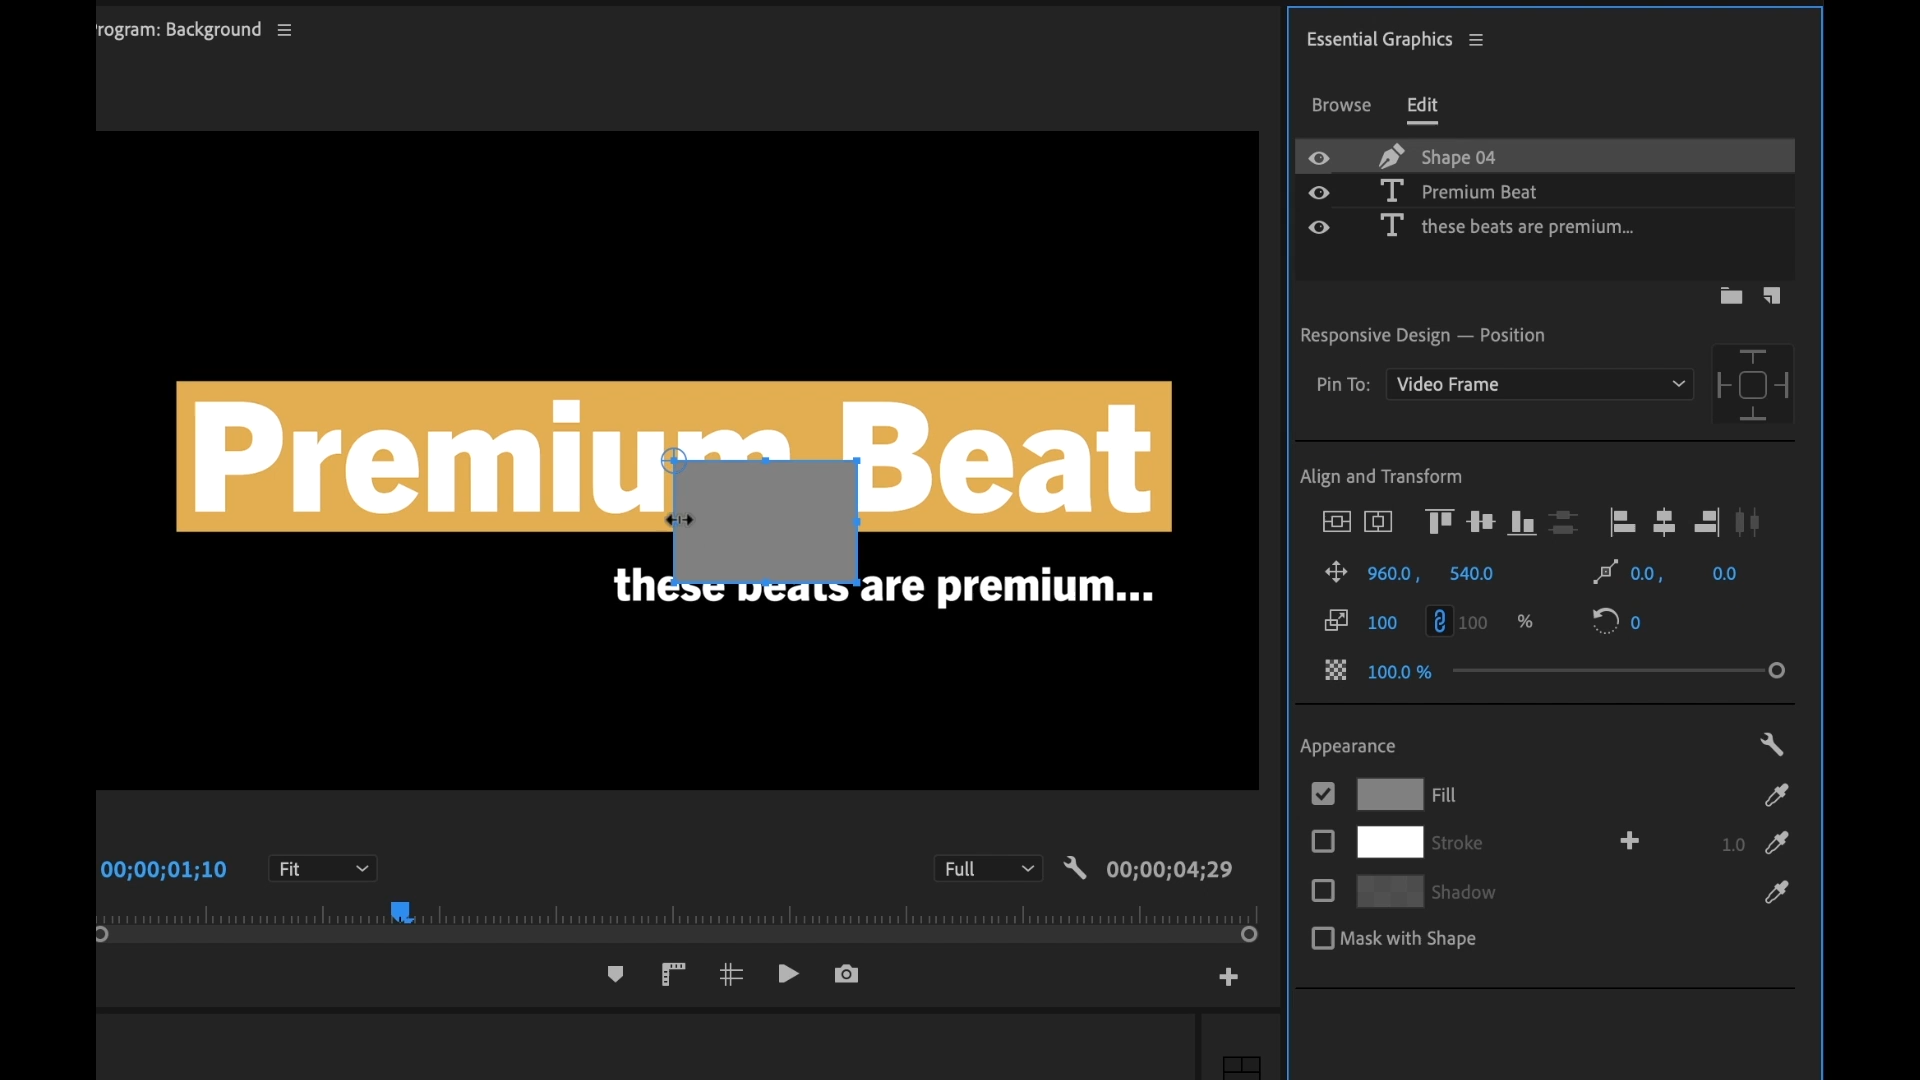 rogram: Background
Essential Graphics
Browse
Edit
Shape 04
Premium Beat
these beats are premium...
Responsive Design — Position
Pin To:
Video Frame
Premium Beat
these beats are premium...
Align and Transform
960.0 ,
540.0
0.0 ,
0.0
100
100
%
0
100.0 %
Appearance
Fill
Stroke
1.0
Shadow
Mask with Shape
00;00;01;10
Fit
Full
00;00;04;29